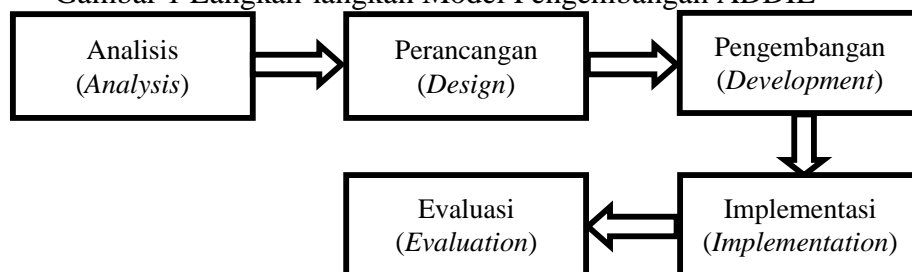 Gambar 1 Langkah-langkah Model Pengembangan ADDIE
Analisis
(Analysis)
Perancangan
(Design)
Pengembangan
(Development)
Evaluasi
(Evaluation)
Implementasi
(Implementation)